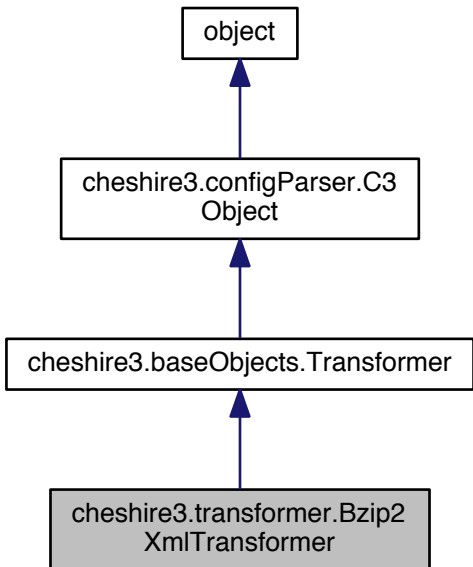 object
cheshire3.configParser.C3
Object
cheshire3.baseObjects.Transformer
cheshire3.transformer.Bzip2
XmlTransformer